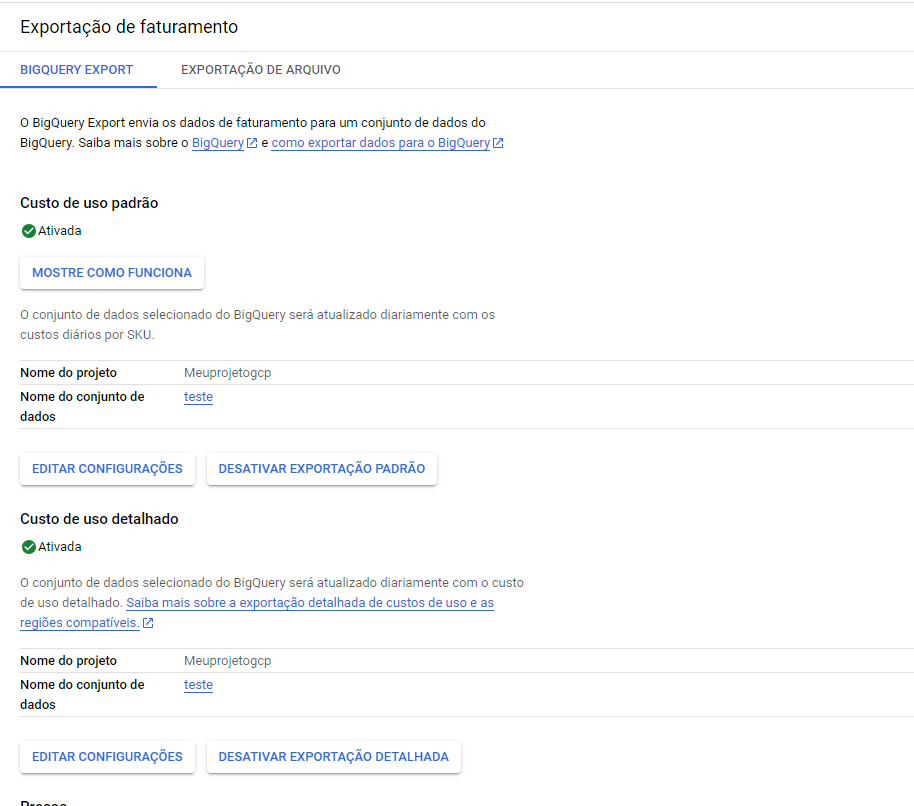 Exportação de faturamento
BIGQUERY EXPORT EXPORTAÇÃO DE ARQUIVO
O BigQuery Export envia os dados de faturamento para um conjunto de dados do
BigQuery. Saiba mais sobre o BigQuery e como exportar dados para o BigQuery
Custo de uso padrão
Ativada
MOSTRE COMO FUNCIONA
O conjunto de dados selecionado do BigQuery será atualizado diariamente com os
custos diários por SKU.
Nome do projeto Meuprojetogcp
Nome do conjunto de teste
dados
EDITAR CONFIGURAÇÕES DESATIVAR EXPORTAÇÃO PADRÃO
Custo de uso detalhado
Ativada
O conjunto de dados selecionado do BigQuery será atualizado diariamente com o custo
de uso detalhado. Saiba mais sobre a exportação detalhada de custos de uso e as
regiões compatíveis.
Nome do projeto Meuprojetogcp
Nome do conjunto de teste
dados
EDITAR CONFIGURAÇÕES DESATIVAR EXPORTAÇÃO DETALHADA